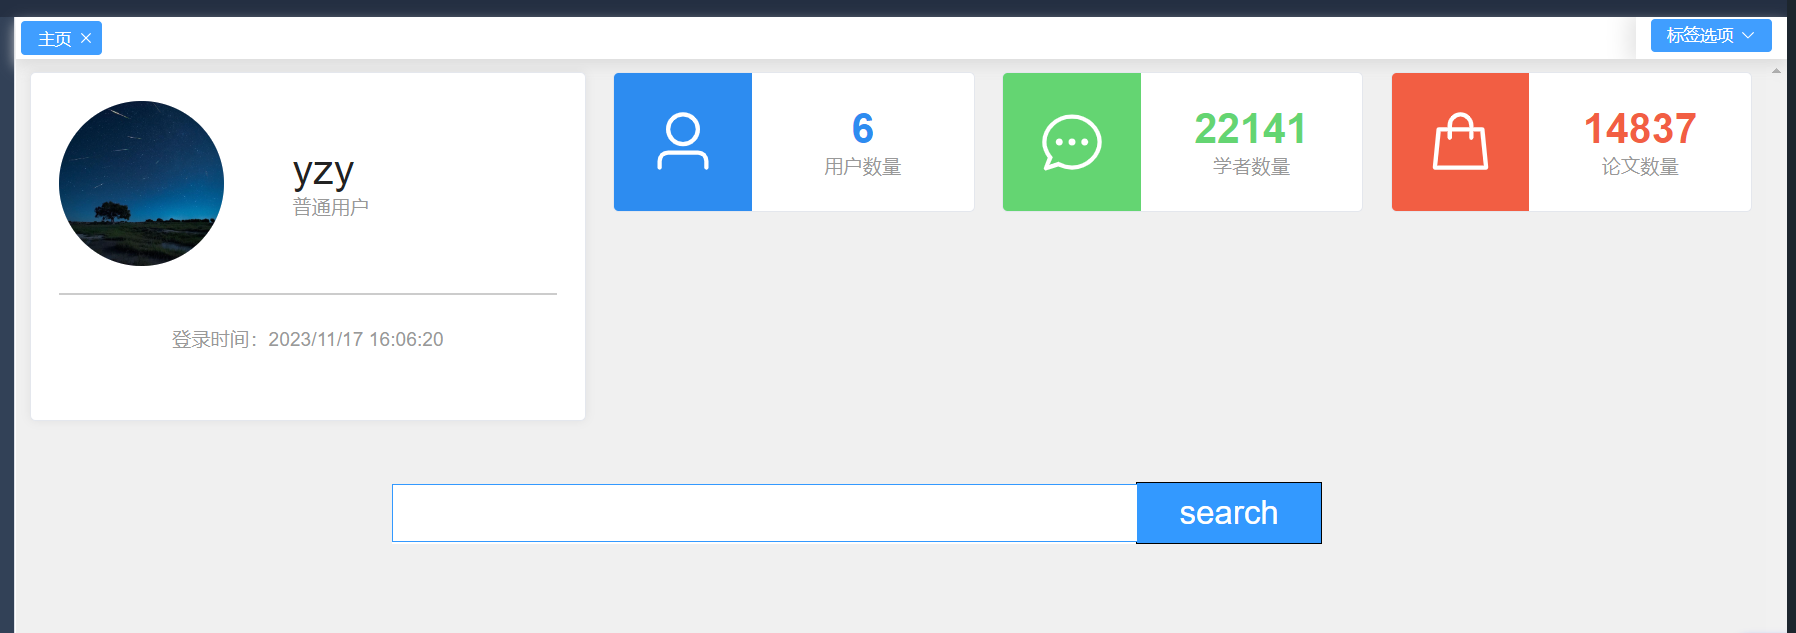 主页
标签选项
yzy
普通用户
登录时间：2023/11/17 16:06:20
6
用户数量
22141
学者数量
14837
论文数量
search